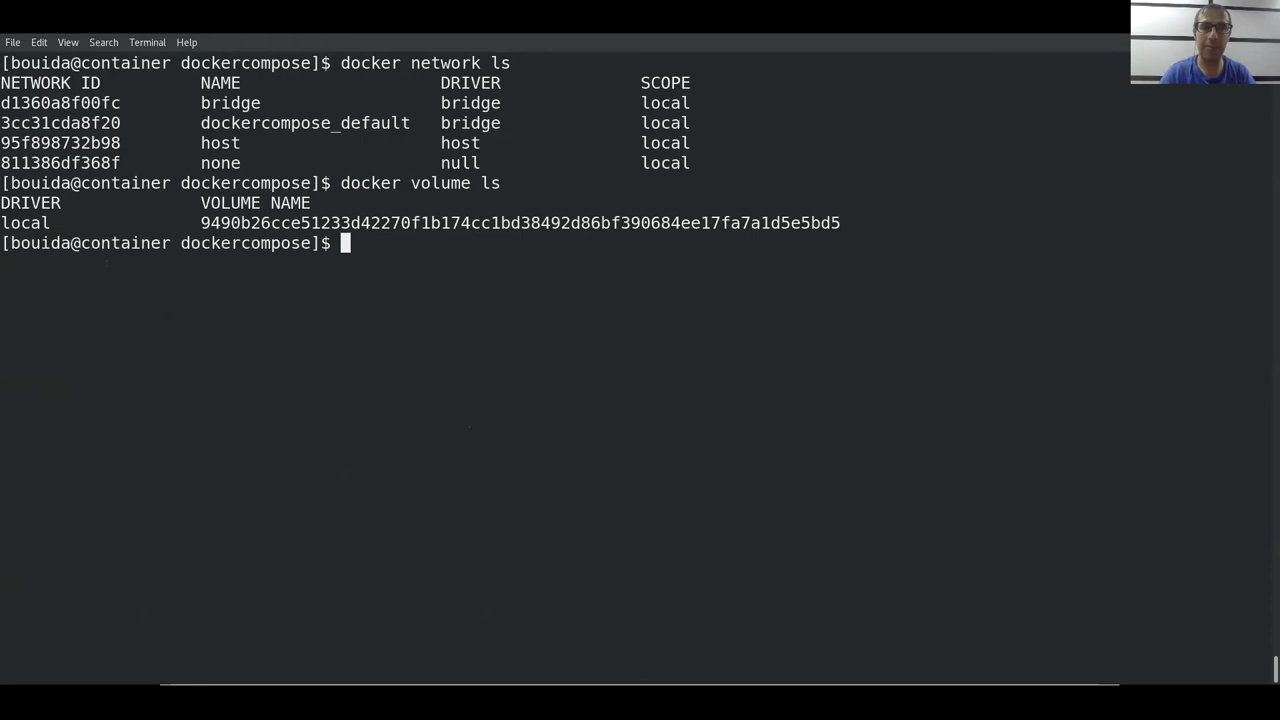 File Edit View Search Terminal Help
[bouida@container dockercompose]$ docker network ls
NETWORK ID NAME DRIVER SCOPE
d1360a8f00fc bridge bridge local
3cc31cda8f20 dockercompose_default bridge local
95f898732b98 host host local
811386df368f none null local
[bouida@container dockercompose]$ docker volume ls
DRIVER VOLUME NAME
local 9490b26cce51233d42270f1b174cc1bd38492d86bf390684ee17fa7a1d5e5bd5
[bouida@container dockercompose]$